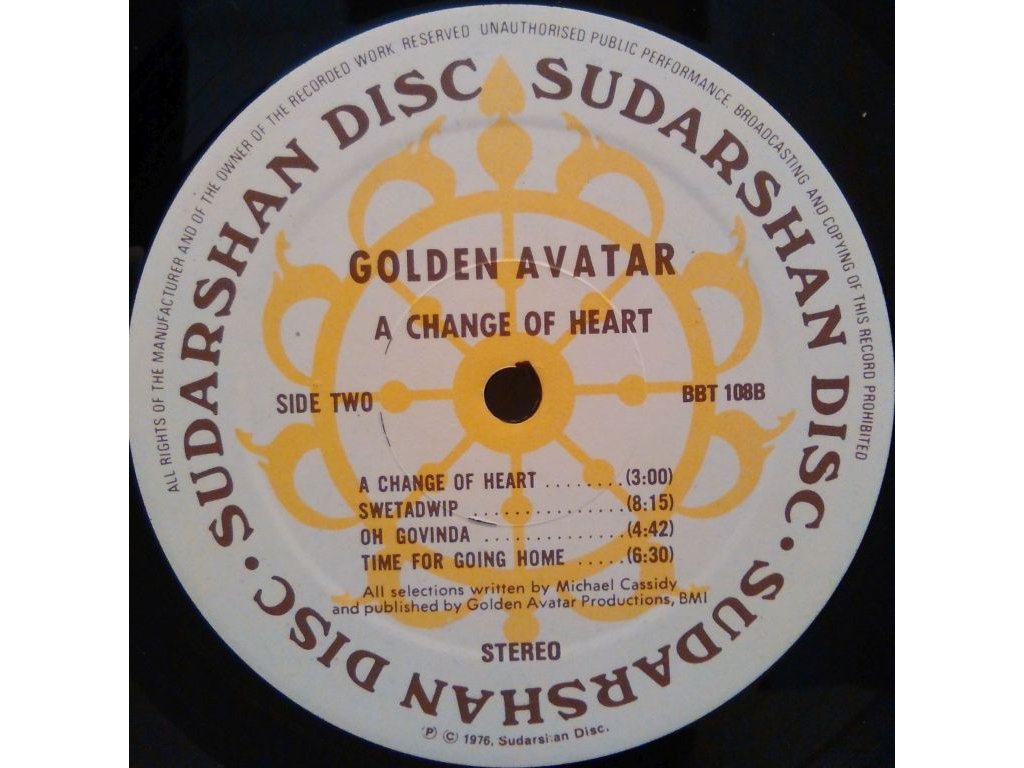 ALL RIGHTS OF THE MANUFACTURER AND OF THE OWNER OF THE RECORDED WORK RESERVED UNAUTHORISED PUBLIC PERFORMANCE, BROADCASTING AND COPYING OF THIS RECORD PROHIBITED
SUDARSHAN DISC · SUDARSHAN DISC · SUDARSHAN DISC ·
GOLDEN AVATAR
A CHANGE OF HEART
SIDE TWO
BBT 108B
A CHANGE OF HEART ........(3:00)
SWETADWIP ................(8:15)
OH GOVINDA ..............(4:42)
TIME FOR GOING HOME .....(6:30)
All selections written by Michael Cassidy
and published by Golden Avatar Productions, BMI
STEREO
Ⓟ © 1976, Sudarshan Disc.